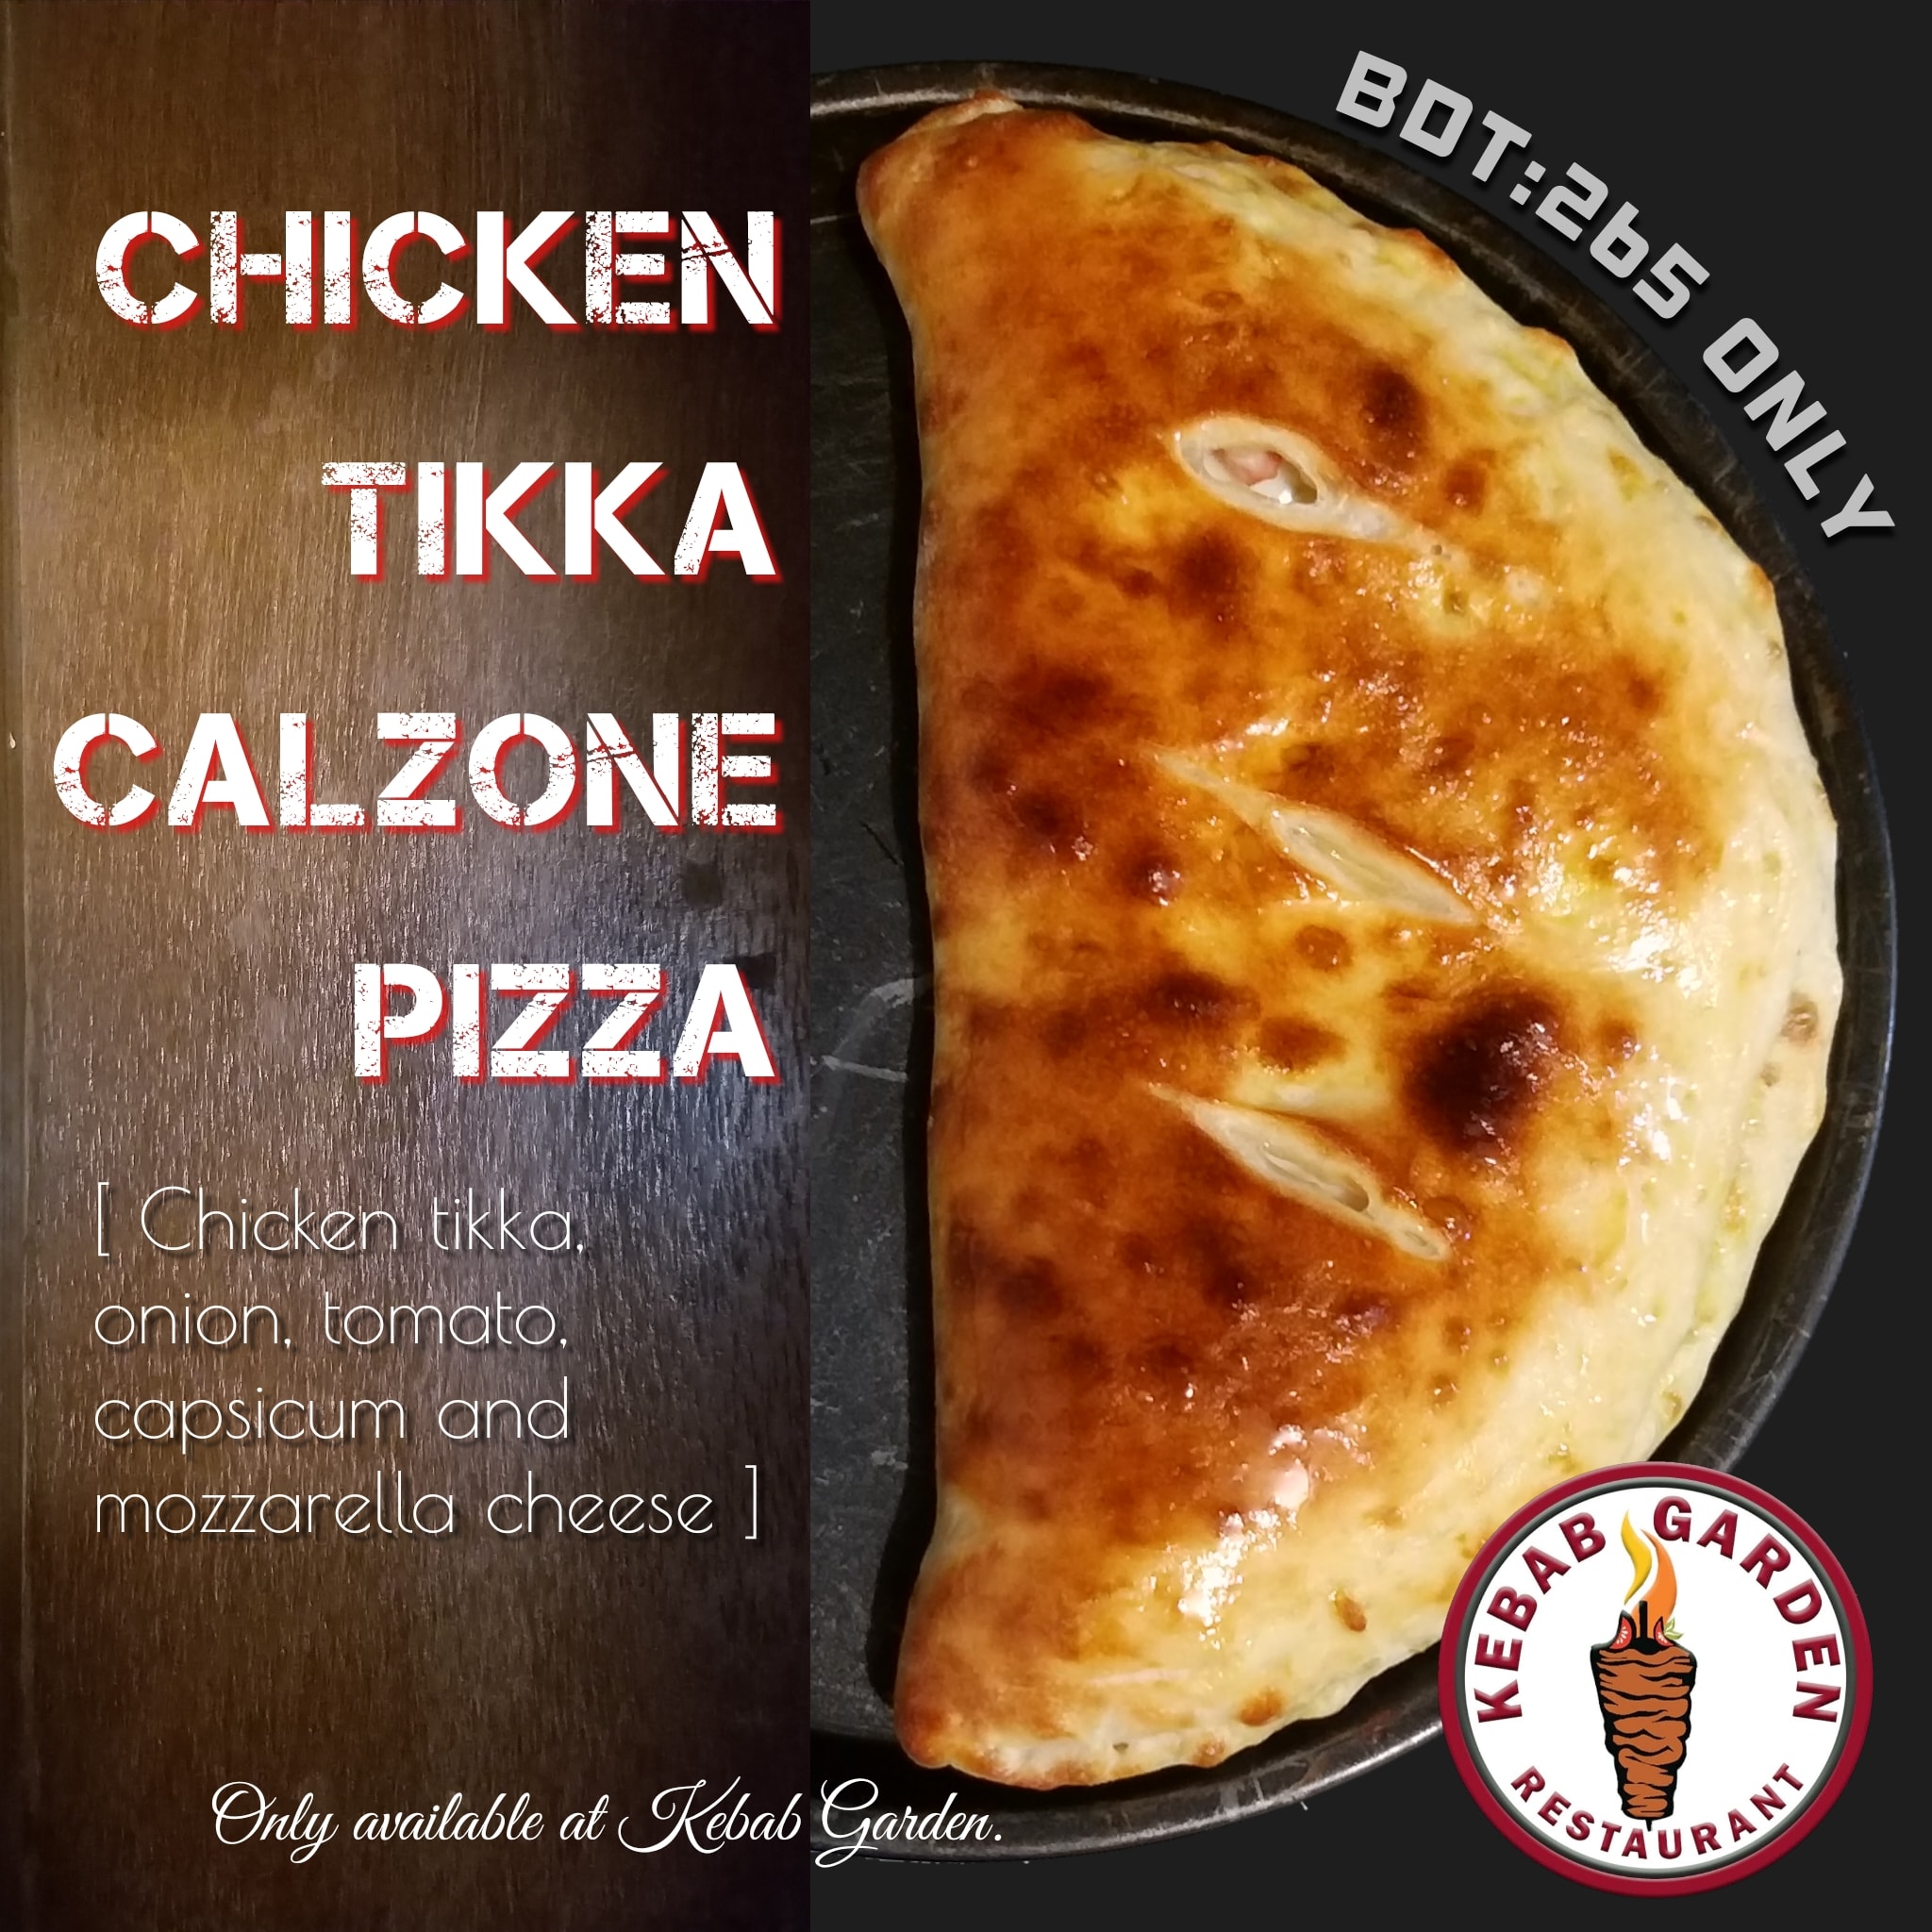 BDT:265 ONLY
CHICKEN
TIKKA
CALZONE
PIZZA
[ Chicken tikka,
onion, tomato,
capsicum and
mozzarella cheese ]
Only available at Kebab Garden.
KEBAB GARDEN
RESTAURANT